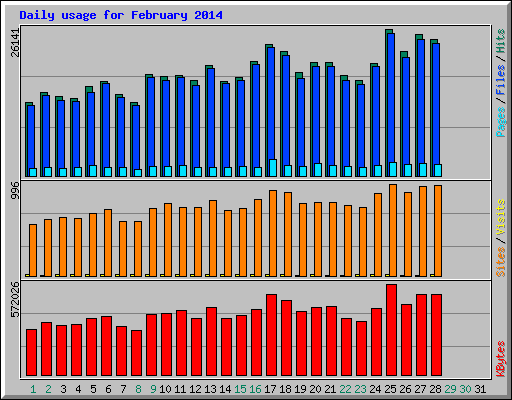 Daily usage for February 2014
26141
Pages / Files / Hits
996
Sites / Visits
572026
KBytes
1 2 3 4 5 6 7 8 9 10 11 12 13 14 15 16 17 18 19 20 21 22 23 24 25 26 27 28 29 30 31